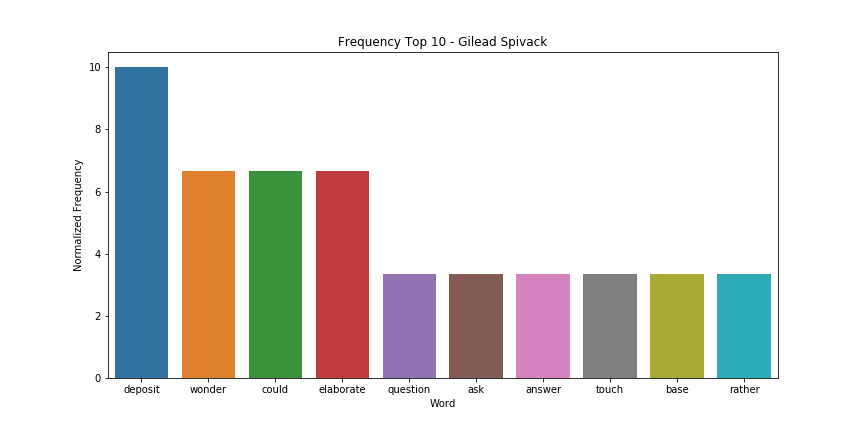 Frequency Top 10 - Gilead Spivack
10
8
6
4
2
0
Normalized Frequency
deposit wonder could elaborate question ask answer touch base rather
Word